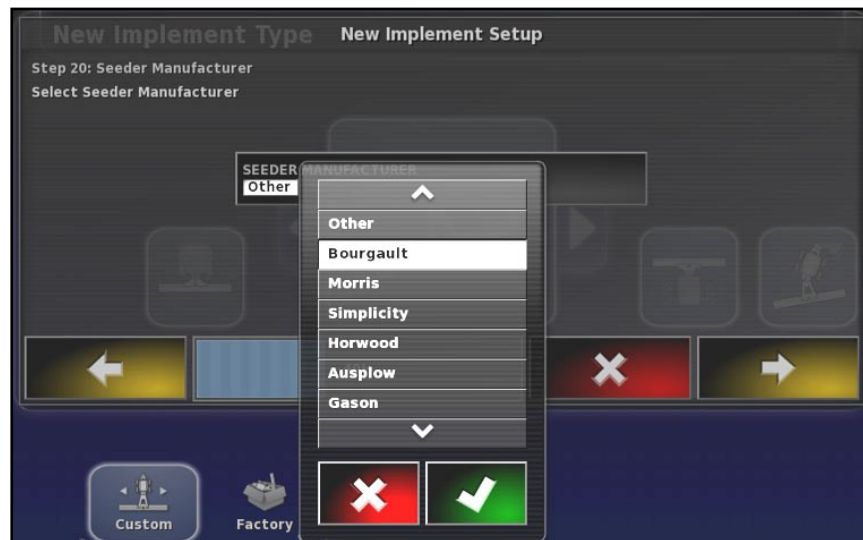 New Implement Type
New Implement Setup
Step 20: Seeder Manufacturer
Select Seeder Manufacturer
SEEDER MANUFACTURER
Other
Other
Bourgault
Morris
Simplicity
Horwood
Ausplow
Gason
Custom
Factory